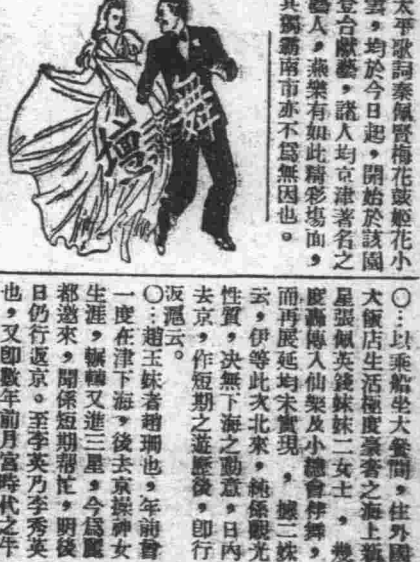 太平歌詞秦佩賢梅花鼓姬花小
雲，均於今日起，開始於該園
登台獻藝，諸人均京津著名之
藝人，燕樂有如此精彩場面，
其獨霸南市亦不爲無因也。
舞影壇
〇…以乘船坐大餐間，住外國
大飯店生活極度豪奢之海上新
星張佩英錢妹妹二女士，幾
度轟傳入仙架及小總會伴舞，
而再展延均未實現，據二妹
云，伊等此次北來，純係觀光
性質，决無下海之動意，日內
去京，作短期之遊歷後，即行
返滬云。
〇…趙玉妹者趙珊也，年前曾
一度在津下海，後去京操神女
生涯，輾轉又進三星，今爲麗
都邀來，聞係短期幫忙，明後
日仍行返京。至李英乃李秀英
也，又卽數年前月宮時代之牛